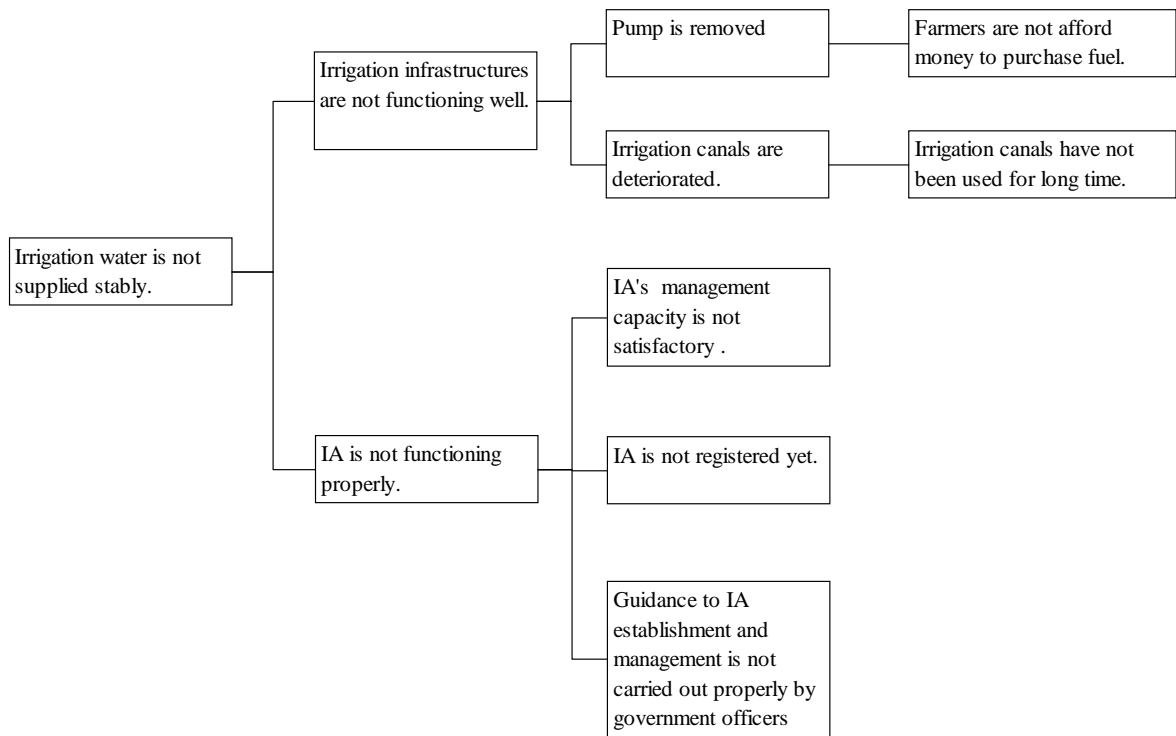 Pump is removed
Farmers are not afford
money to purchase fuel.
Irrigation infrastructures
are not functioning well.
Irrigation canals are
deteriorated.
Irrigation canals have not
been used for long time.
Irrigation water is not
supplied stably.
IA's  management
capacity is not
satisfactory .
IA is not functioning
properly.
IA is not registered yet.
Guidance to IA
establishment and
management is not
carried out properly by
government officers